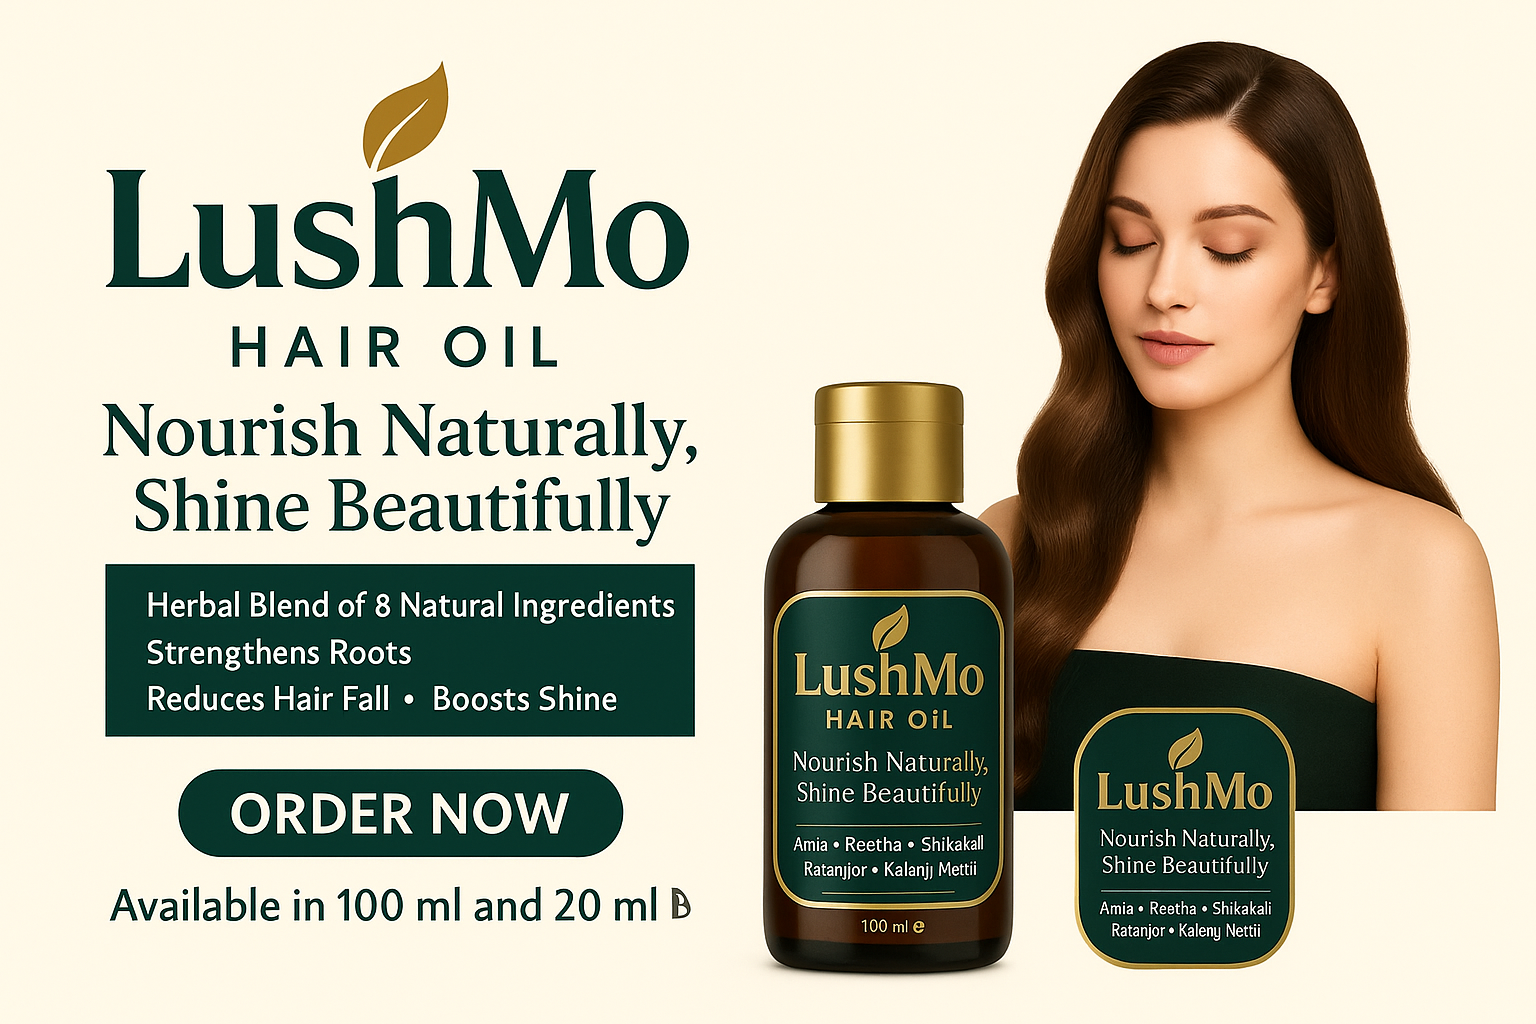 LushMo
HAIR OIL
Nourish Naturally,
Shine Beautifully
Herbal Blend of 8 Natural Ingredients
Strengthens Roots
Reduces Hair Fall • Boosts Shine
ORDER NOW
Available in 100 ml and 20 ml
LushMo
HAIR OiL
Nourish Naturally,
Shine Beautifully
Amia • Reetha • Shikakall
Ratanjjor • Kalanjı Mettii
100 ml e
LushMo
Nourish Naturally,
Shine Beautifully
Amia • Reetha • Shikakali
Ratanjor • Kaleny Nettii